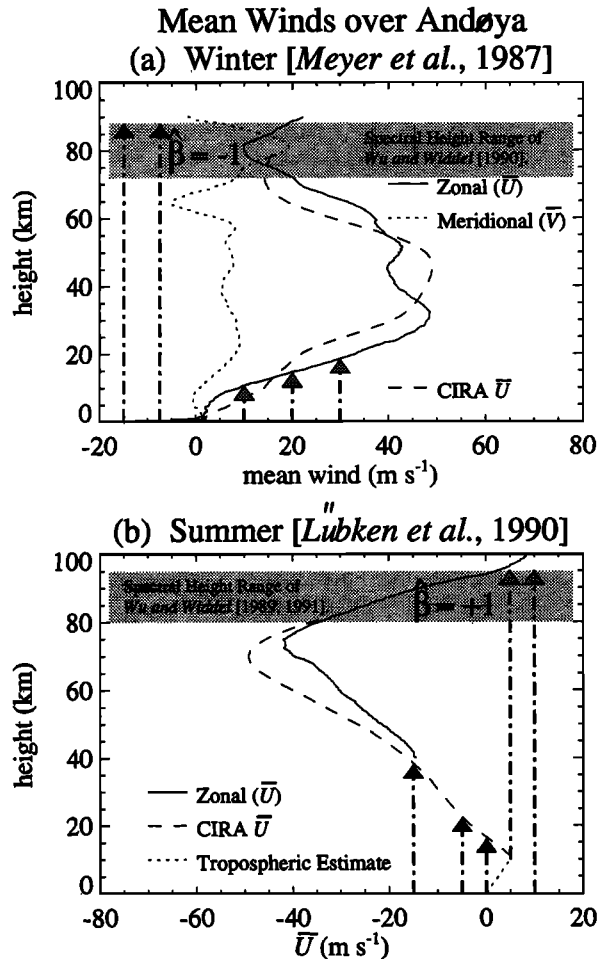 Mean Winds over Andøya
(a) Winter [Meyer et al., 1987]
100
80
60
40
20
0
height (km)
β̂ = -1
Spectral Height Range of
Wu and Widdel [1990].
Zonal (U̅)
Meridional (V̅)
CIRA U̅
-20 0 20 40 60 80
mean wind (m s⁻¹)
(b) Summer [Lübken et al., 1990]
100
80
60
40
20
0
height (km)
Spectral Height Range of
Wu and Widdel [1989, 1991].
β̂ = +1
Zonal (U̅)
CIRA U̅
Tropospheric Estimate
-80 -60 -40 -20 0 20
U̅ (m s⁻¹)